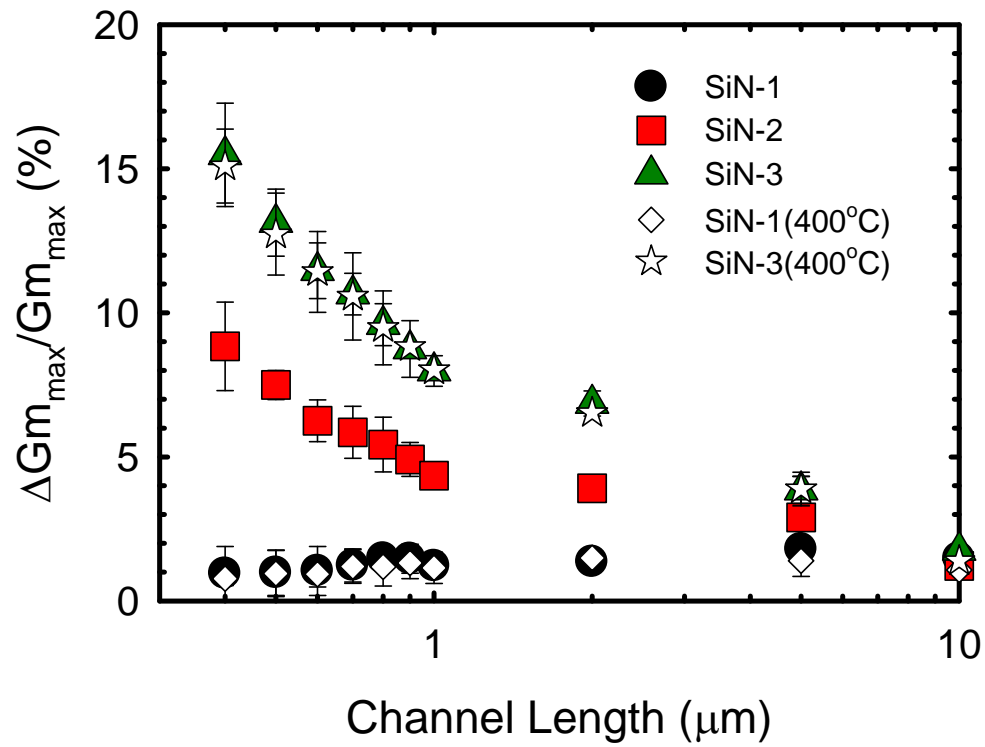 20
15
10
5
0
ΔGm_max/Gm_max (%)
SiN-1
SiN-2
SiN-3
SiN-1(400°C)
SiN-3(400°C)
1
10
Channel Length (μm)